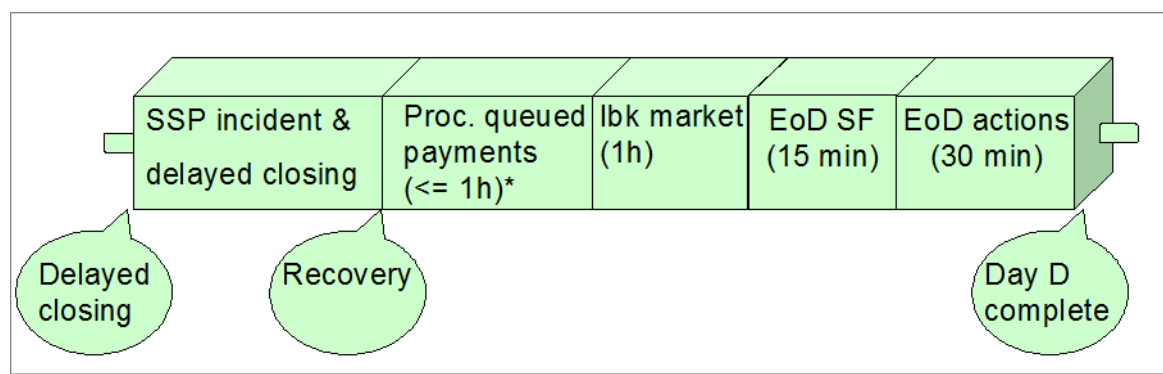 SSP incident &
delayed closing
Proc. queued
payments
(<= 1h)*
Ibk market
(1h)
EoD SF
(15 min)
EoD actions
(30 min)
Delayed
closing
Recovery
Day D
complete